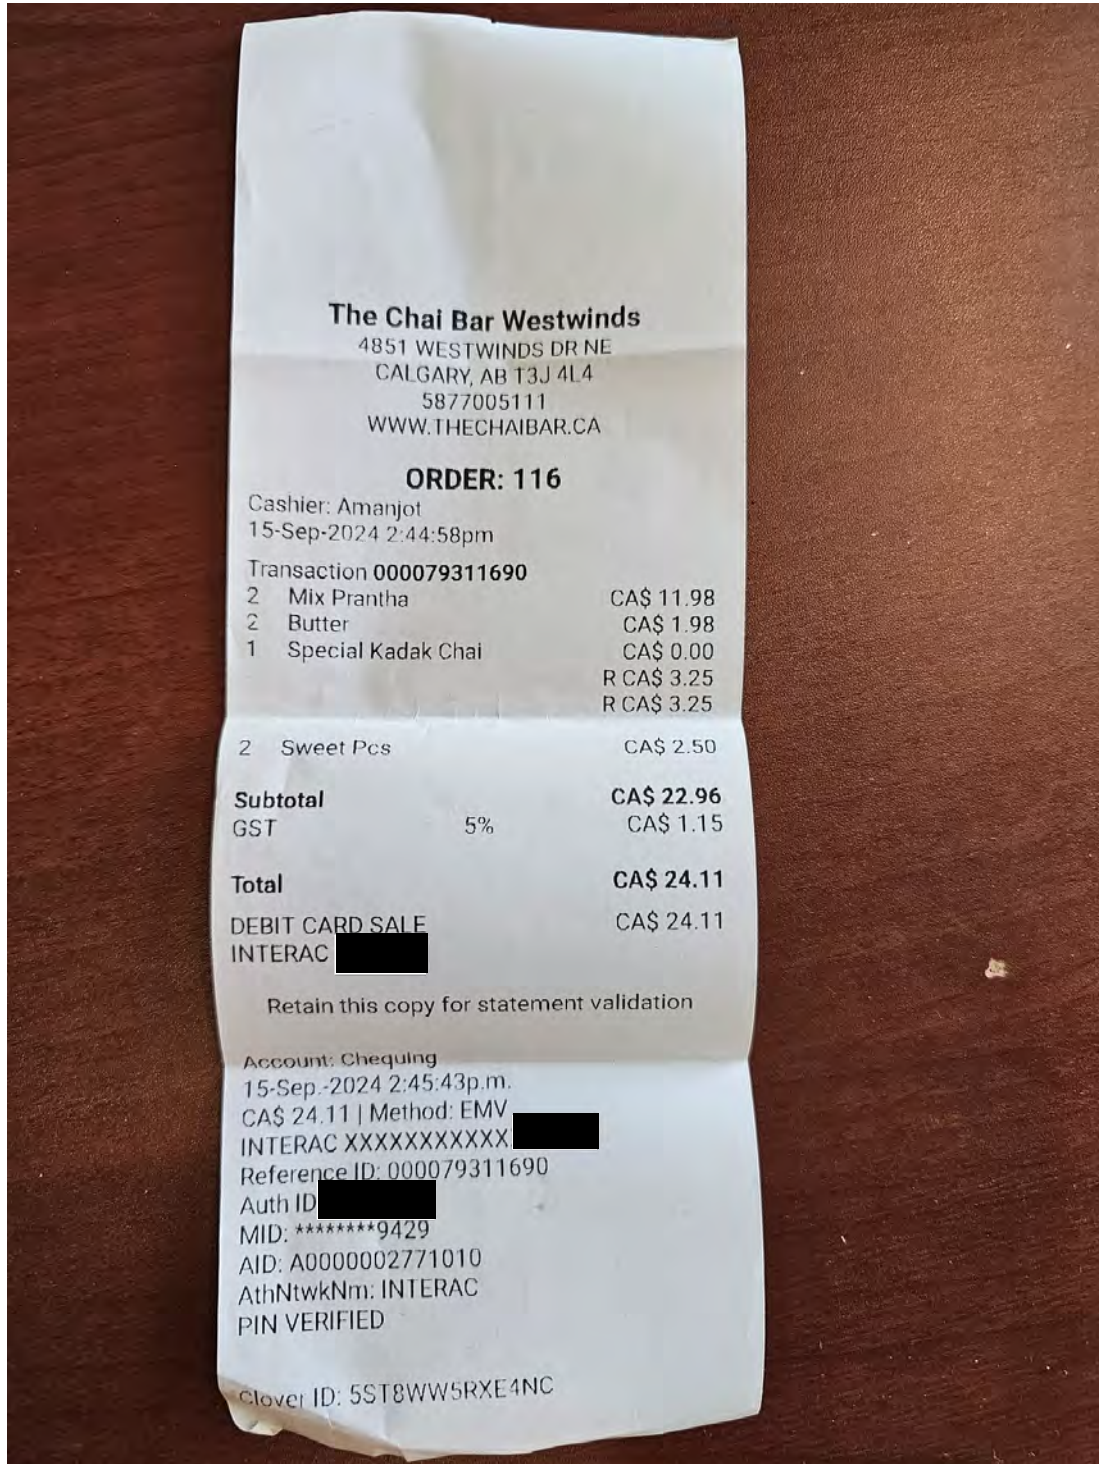 The Chai Bar Westwinds
4851 WESTWINDS DR NE
CALGARY, AB T3J 4L4
5877005111
WWW.THECHAIBAR.CA
ORDER: 116
Cashier: Amanjot
15-Sep-2024 2:44:58pm
Transaction 000079311690
2 Mix Prantha CA$ 11.98
2 Butter CA$ 1.98
1 Special Kadak Chai CA$ 0.00
R CA$ 3.25
R CA$ 3.25
2 Sweet Pcs CA$ 2.50
Subtotal CA$ 22.96
GST 5% CA$ 1.15
Total CA$ 24.11
DEBIT CARD SALE CA$ 24.11
INTERAC
Retain this copy for statement validation
Account: Chequing
15-Sep.-2024 2:45:43p.m.
CA$ 24.11 | Method: EMV
INTERAC XXXXXXXXXXXX
Reference ID: 000079311690
Auth ID
MID: ********9429
AID: A0000002771010
AthNtwkNm: INTERAC
PIN VERIFIED
Clover ID: 5ST8WW5RXE4NC